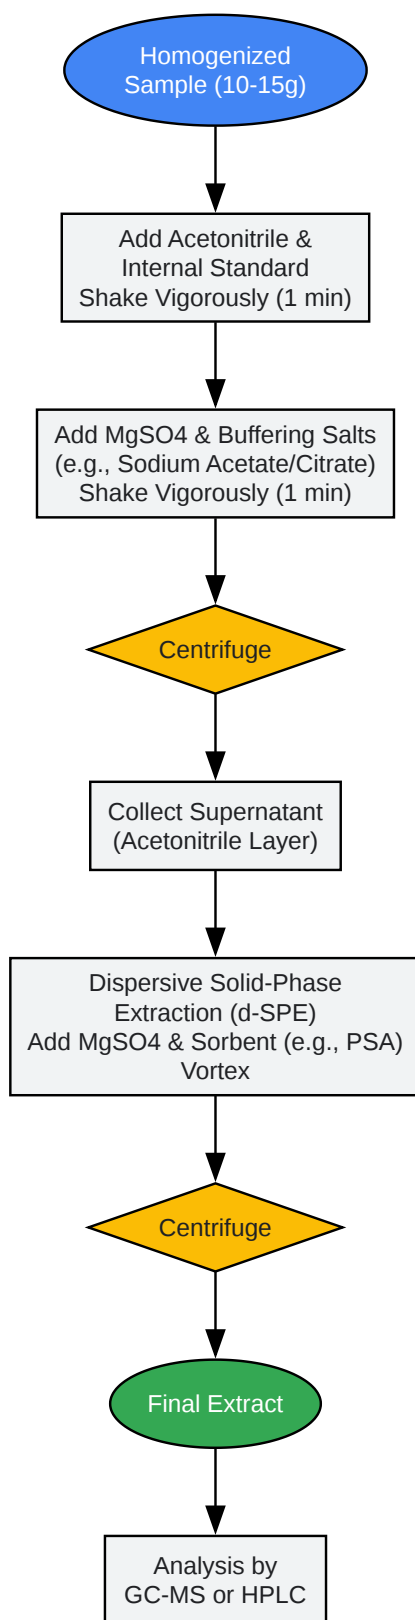 Homogenized
Sample (10-15g)
Add Acetonitrile &
Internal Standard
Shake Vigorously (1 min)
Add MgSO4 & Buffering Salts
(e.g., Sodium Acetate/Citrate)
Shake Vigorously (1 min)
Centrifuge
Collect Supernatant
(Acetonitrile Layer)
Dispersive Solid-Phase
Extraction (d-SPE)
Add MgSO4 & Sorbent (e.g., PSA)
Vortex
Centrifuge
Final Extract
Analysis by
GC-MS or HPLC